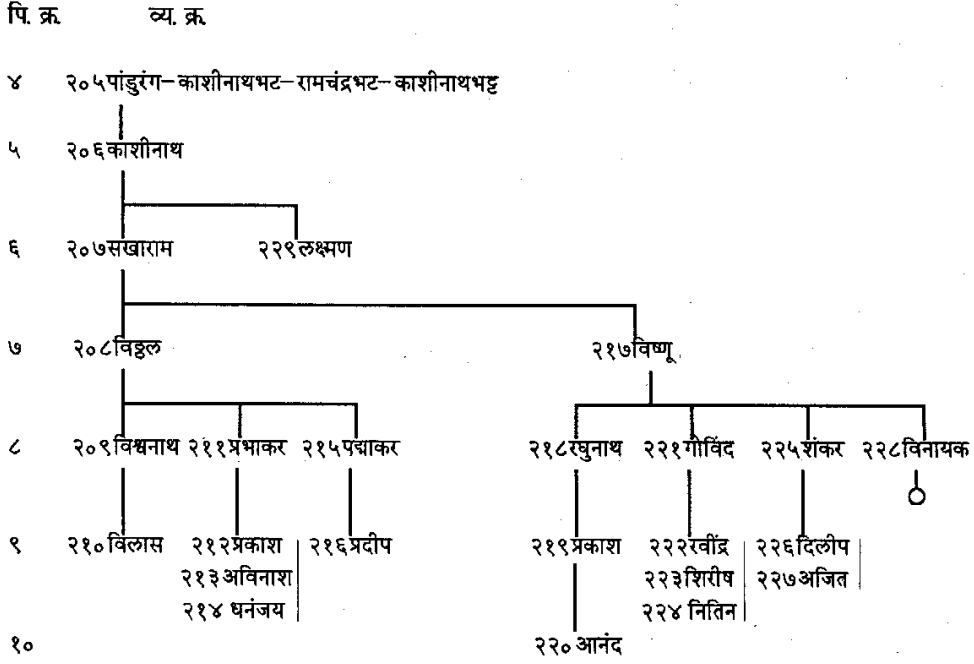 पि. क्र. व्य. क्र.
४ २०५पांडुरंग-काशीनाथभट-रामचंद्रभट-काशीनाथभट्ट
५ २०६काशीनाथ
६ २०७सखाराम २२९लक्ष्मण
७ २०८विठ्ठल २१७विष्णू
८ २०९विश्वनाथ २११प्रभाकर २१५पद्माकर २१८रघुनाथ २२१गोविंद २२५शंकर २२८विनायक
९ २१०विलास २१२प्रकाश २१६प्रदीप २१९प्रकाश २२२रवींद्र २२६दिलीप
२१३अविनाश २२३शिरीष २२७अजित
२१४ धनंजय २२४ नितिन
१० २२०आनंद